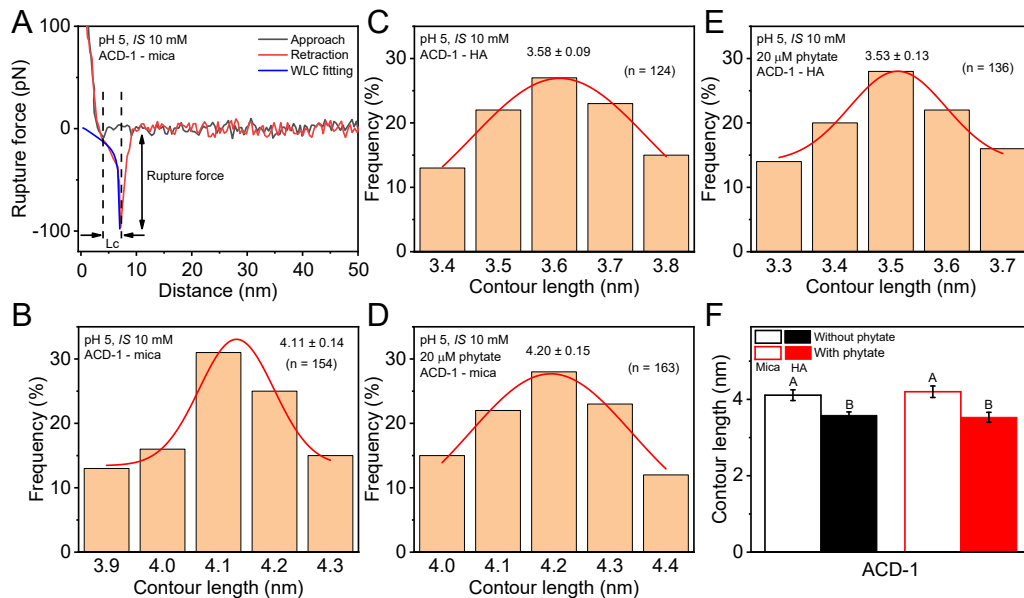 A
pH 5, IS 10 mM
ACD-1 - mica
Approach
Retraction
WLC fitting
Rupture force
Lc
100
50
0
-100
Rupture force (pN)
0
10
20
30
40
50
Distance (nm)
B
pH 5, IS 10 mM
ACD-1 - mica
4.11 ± 0.14
(n = 154)
30
20
10
0
Frequency (%)
3.9
4.0
4.1
4.2
4.3
Contour length (nm)
C
pH 5, IS 10 mM
ACD-1 - HA
3.58 ± 0.09
(n = 124)
30
20
10
0
Frequency (%)
3.4
3.5
3.6
3.7
3.8
Contour length (nm)
D
pH 5, IS 10 mM
20 μM phytate
ACD-1 - mica
4.20 ± 0.15
(n = 163)
30
20
10
0
Frequency (%)
4.0
4.1
4.2
4.3
4.4
Contour length (nm)
E
pH 5, IS 10 mM
20 μM phytate
ACD-1 - HA
3.53 ± 0.13
(n = 136)
30
20
10
0
Frequency (%)
3.3
3.4
3.5
3.6
3.7
Contour length (nm)
F
Without phytate
With phytate
Mica HA
A
B
A
B
4
2
0
Contour length (nm)
ACD-1